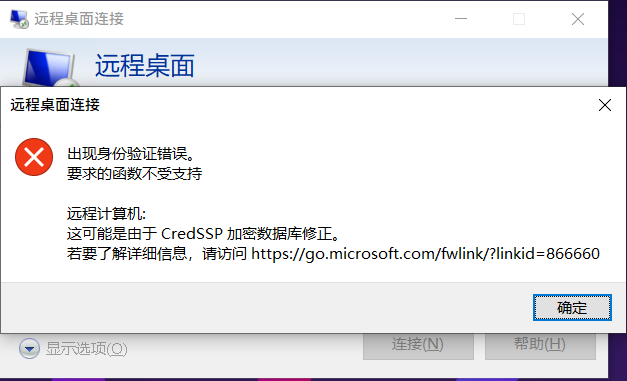 远程桌面连接
远程桌面
远程桌面连接
出现身份验证错误。
要求的函数不受支持
远程计算机:
这可能是由于 CredSSP 加密数据库修正。
若要了解详细信息，请访问 https://go.microsoft.com/fwlink/?linkid=866660
确定
显示选项(O)
连接(N)
帮助(H)